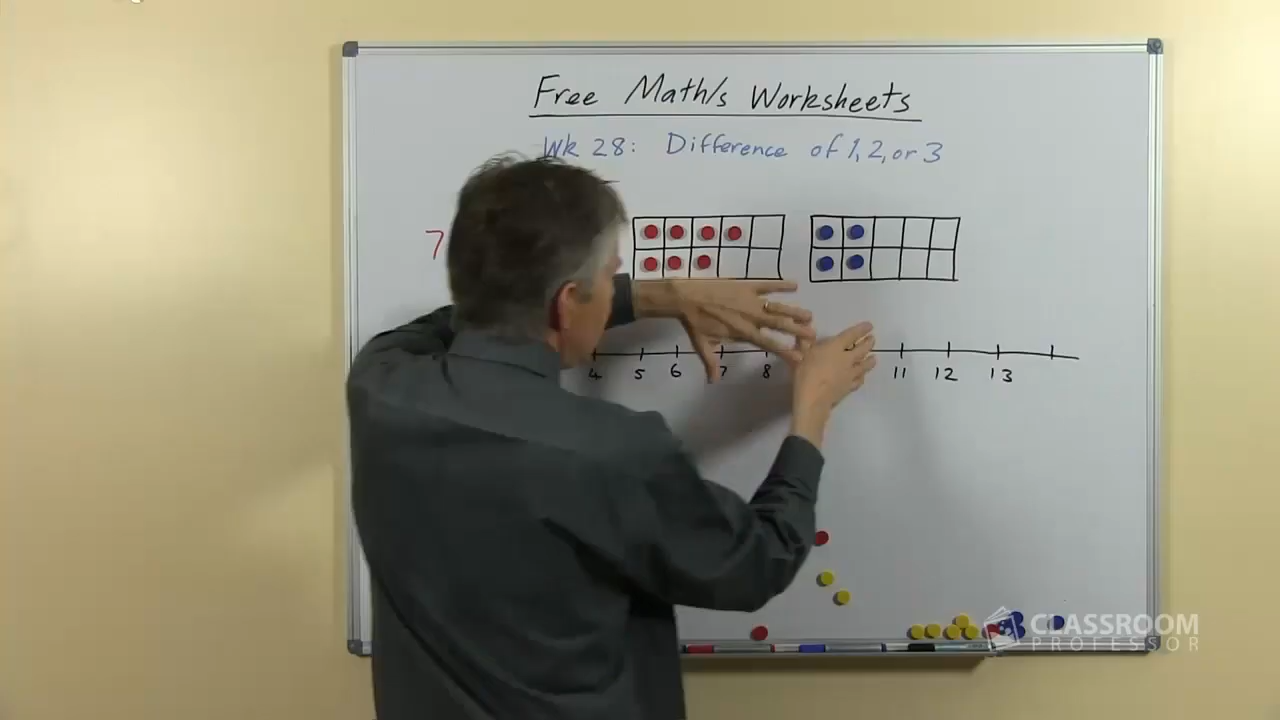 Free Math/s Worksheets
Wk 28: Difference of 1, 2, or 3
7
4 5 6 7 8 11 12 13
CLASSROOM
PROFESSOR